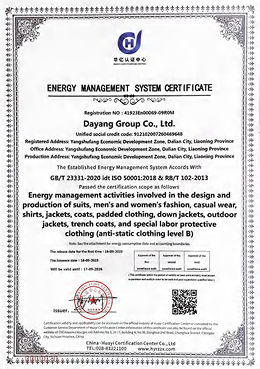 华亿认证中心
ENERGY MANAGEMENT SYSTEM CERTIFICATE
Registration NO : 41923En00069-09R0M
Dayang Group Co., Ltd.
Unified social credit code: 912102007260469648
Registered Address: Yangshufang Economic Development Zone, Dalian City, Liaoning Province
Office Address: Yangshufang Economic Development Zone, Dalian City, Liaoning Province
Production Address: Yangshufang Economic Development Zone, Dalian City, Liaoning Province
The Established Energy Management System Accords With
GB/T 23331-2020 idt ISO 50001:2018 & RB/T 102-2013
Passed the certification scope as follows
Energy management activities involved in the design and
production of suits, men's and women's fashion, casual wear,
shirts, jackets, coats, padded clothing, down jackets, outdoor
jackets, trench coats, and special labor protective
clothing (anti-static clothing level B)
Note: See the attachment for energy consumption data and accounting boundaries
The release date for the first time : 18-05-2023
Issued date : 18-05-2023
Will be valid until : 17-05-2026
Issuer:
China· Huayi Certification Center Co., Ltd
TEL:028-83221100 www.hyrzzx.com